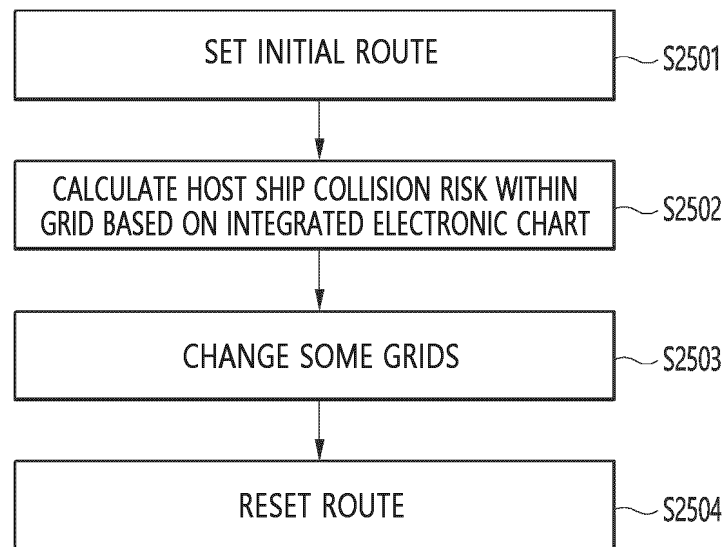 SET INITIAL ROUTE
S2501
CALCULATE HOST SHIP COLLISION RISK WITHIN
GRID BASED ON INTEGRATED ELECTRONIC CHART
S2502
CHANGE SOME GRIDS
S2503
RESET ROUTE
S2504